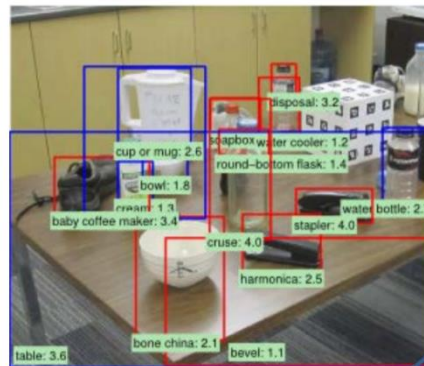 disposal: 3.2
soapbox
water cooler: 1.2
cup or mug: 2.6
round-bottom flask: 1.4
bowl: 1.8
cream: 1.3
water bottle: 2.
baby coffee maker: 3.4
stapler: 4.0
cruse: 4.0
harmonica: 2.5
bone china: 2.1
bevel: 1.1
table: 3.6